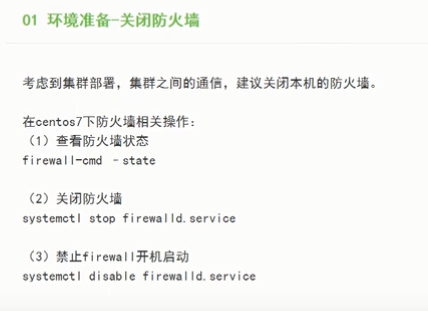 01 环境准备-关闭防火墙
考虑到集群部署，集群之间的通信，建议关闭本机的防火墙。
在centos7下防火墙相关操作：
（1）查看防火墙状态
firewall-cmd –state
（2）关闭防火墙
systemctl stop firewalld.service
（3）禁止firewall开机启动
systemctl disable firewalld.service